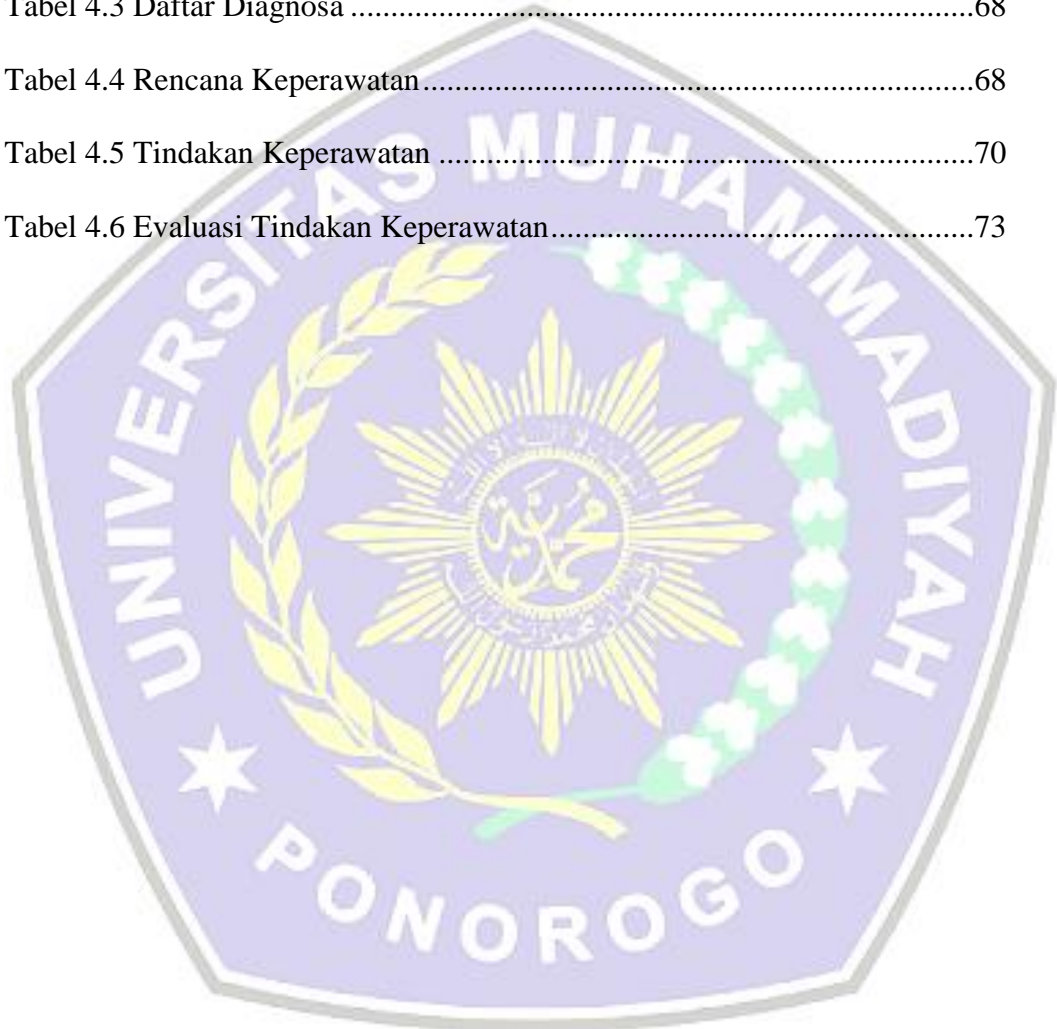 Tabel 4.3 Daftar Diagnosa ........................................................................... 68
Tabel 4.4 Rencana Keperawatan ................................................................... 68
Tabel 4.5 Tindakan Keperawatan ................................................................. 70
Tabel 4.6 Evaluasi Tindakan Keperawatan ................................................... 73
UNIVERSITAS MUHAMMADIYAH
محمدية
PONOROGO